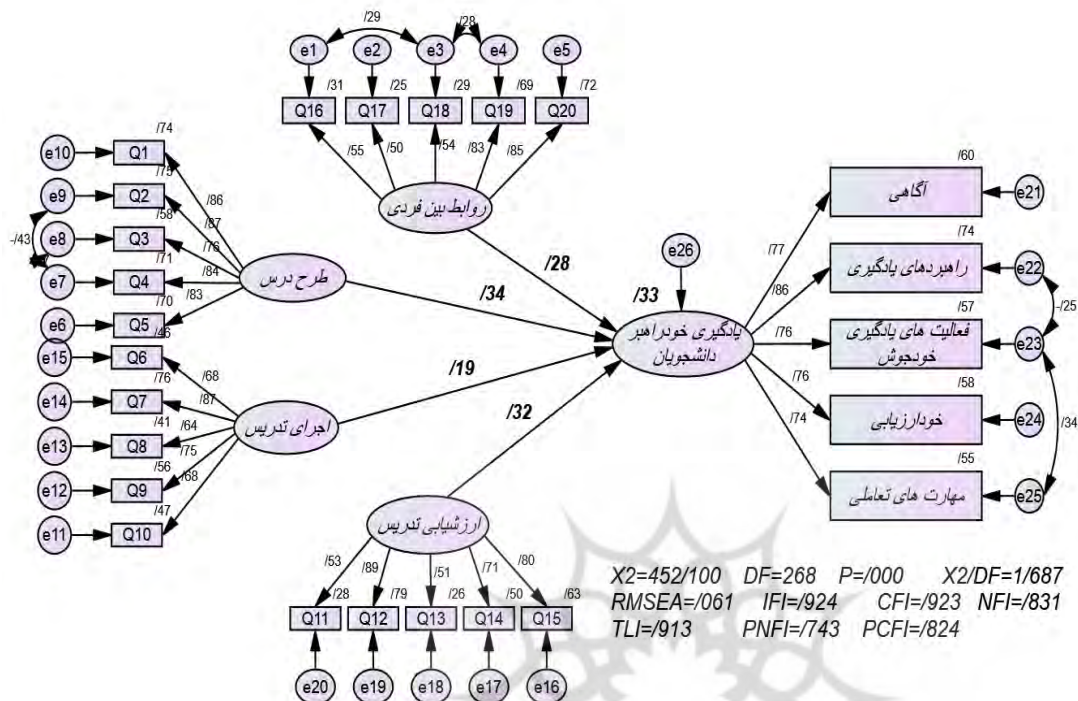 /29
/28
e1
e2
e3
e4
e5
/31
/25
/29
/69
/72
Q16
Q17
Q18
Q19
Q20
/55
/50
/54
/83
/85
روابط بین فردی
/74
e10
Q1
/75
e9
Q2
/58
e8
Q3
/71
e7
Q4
/70
e6
Q5
-/43
/86
/87
/76
/84
/83
طرح درس
/46
e15
Q6
/76
e14
Q7
/41
e13
Q8
/56
e12
Q9
/47
e11
Q10
/68
/87
/64
/75
/68
اجرای تدریس
/28
/34
/19
/32
e26
/33
یادگیری خودراهبر
دانشجویان
/77
/86
/76
/76
/74
/60
آگاهی
e21
/74
راهبردهای یادگیری
e22
-/25
/57
فعالیت های یادگیری
خودجوش
e23
/58
خودارزیابی
e24
/34
/55
مهارت های تعاملی
e25
ارزشیابی تدریس
/53
/89
/51
/71
/80
/28
/79
/26
/50
/63
Q11
Q12
Q13
Q14
Q15
e20
e19
e18
e17
e16
X2=452/100 DF=268 P=/000 X2/DF=1/687
RMSEA=/061 IFI=/924 CFI=/923 NFI=/831
TLI=/913 PNFI=/743 PCFI=/824